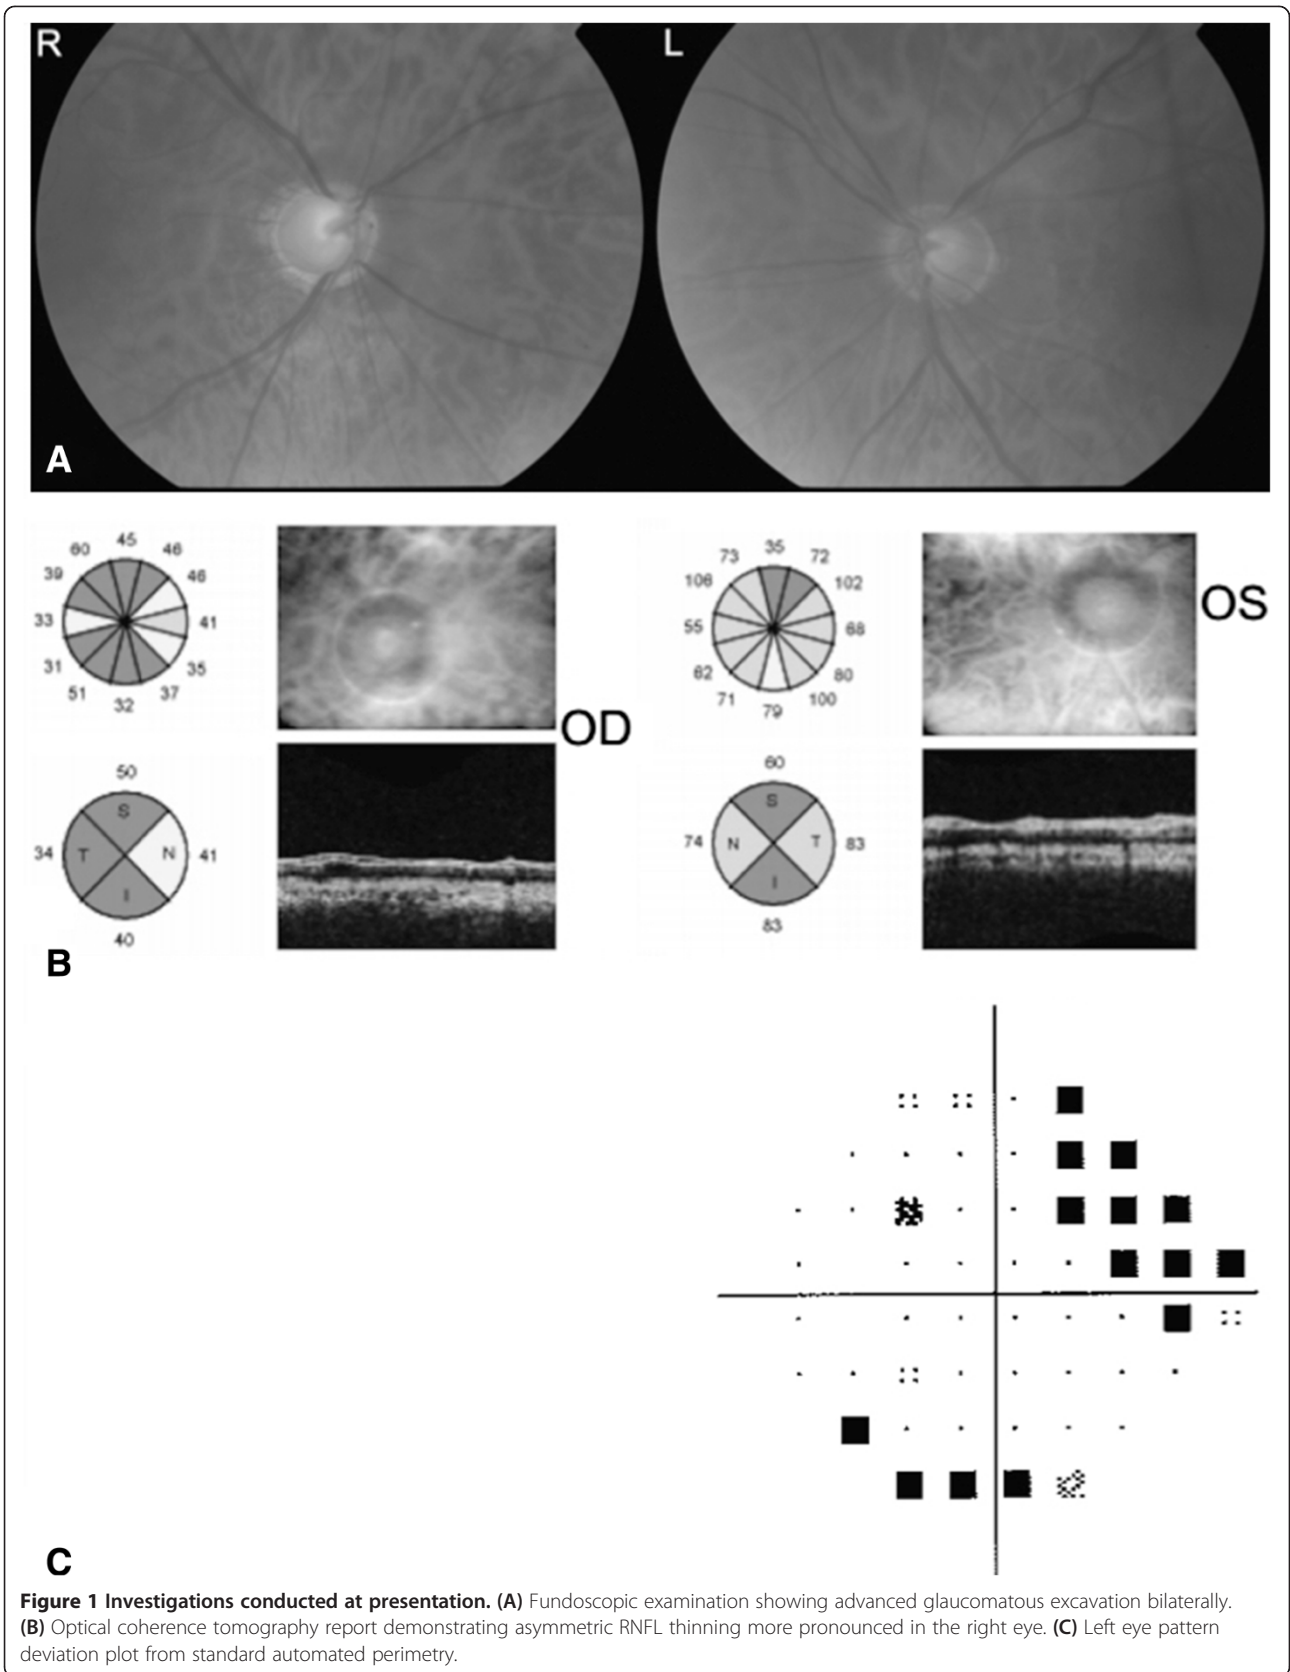 R L
A
45
60 46
39 46
33 41
31 35
51 37
32
OD
50
S
34 T N 41
I
40
35
73 72
106 102
55 68
62 80
71 100
79
OS
60
S
74 N T 83
I
83
B
C
Figure 1 Investigations conducted at presentation. (A) Fundoscopic examination showing advanced glaucomatous excavation bilaterally.
(B) Optical coherence tomography report demonstrating asymmetric RNFL thinning more pronounced in the right eye. (C) Left eye pattern
deviation plot from standard automated perimetry.